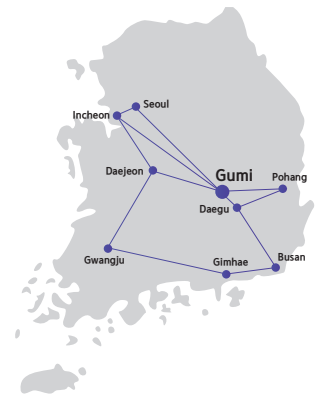 Seoul
Incheon
Daejeon
Gumi
Pohang
Daegu
Gwangju
Gimhae
Busan